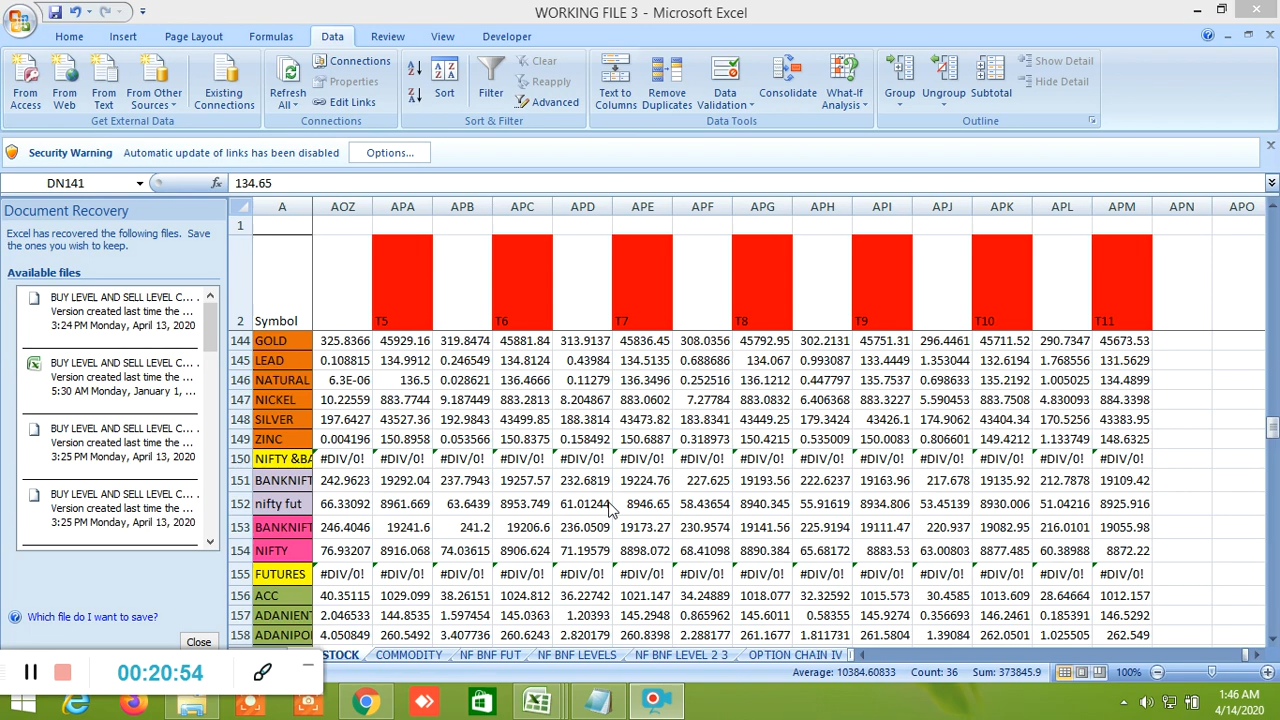 WORKING FILE 3 - Microsoft Excel
Home Insert Page Layout Formulas Data Review View Developer
From Access
From Web
From Text
From Other Sources
Existing Connections
Get External Data
Refresh All
Connections
Properties
Edit Links
Connections
Sort
Filter
Clear
Reapply
Advanced
Sort & Filter
Text to Columns
Remove Duplicates
Data Validation
Consolidate
What-If Analysis
Data Tools
Group
Ungroup
Subtotal
Show Detail
Hide Detail
Outline
Security Warning Automatic update of links has been disabled Options...
DN141 fx 134.65
Document Recovery
Excel has recovered the following files. Save
the ones you wish to keep.
Available files
BUY LEVEL AND SELL LEVEL C...
Version created last time the ...
3:24 PM Monday, April 13, 2020
BUY LEVEL AND SELL LEVEL C...
Version created last time the ...
5:30 AM Monday, January 1, ...
BUY LEVEL AND SELL LEVEL C...
Version created last time the ...
3:25 PM Monday, April 13, 2020
BUY LEVEL AND SELL LEVEL C...
Version created last time the ...
3:25 PM Monday, April 13, 2020
Which file do I want to save?
Close
A AOZ APA APB APC APD APE APF APG APH API APJ APK APL APM APN APO
1
2 Symbol T5 T6 T7 T8 T9 T10 T11
144 GOLD 325.8366 45929.16 319.8474 45881.84 313.9137 45836.45 308.0356 45792.95 302.2131 45751.31 296.4461 45711.52 290.7347 45673.53
145 LEAD 0.108815 134.9912 0.246549 134.8124 0.43984 134.5135 0.68869 134.067 0.993087 133.4445 1.353044 132.6194 1.768556 131.5629
146 NATURAL 6.3E-06 136.5 0.028621 136.4666 0.11279 136.3496 0.252516 136.1212 0.447797 135.7537 0.698633 135.2192 1.005025 134.4899
147 NICKEL 10.22559 883.7744 9.187449 883.2813 8.204867 883.0602 7.27784 883.0832 6.406368 883.3227 5.590453 883.7508 4.830093 884.3398
148 SILVER 197.6427 43527.36 192.9843 43499.85 188.3814 43473.82 183.8341 43449.25 179.3424 43426.1 174.9062 43404.34 170.5256 43383.95
149 ZINC 0.004196 150.8958 0.053566 150.8375 0.158492 150.6887 0.318973 150.4215 0.535009 150.0083 0.806601 149.4212 1.133749 148.6325
150 NIFTY &BA #DIV/0! #DIV/0! #DIV/0! #DIV/0! #DIV/0! #DIV/0! #DIV/0! #DIV/0! #DIV/0! #DIV/0! #DIV/0! #DIV/0! #DIV/0! #DIV/0!
151 BANKNIFT 242.9623 19292.04 237.7943 19257.57 232.6819 19224.76 227.625 19193.56 222.6237 19163.95 217.6779 19135.92 212.7878 19109.42
152 nifty fut 66.33092 8961.669 63.6439 8953.749 61.01244 8946.65 58.43654 8940.345 55.91619 8934.806 53.45139 8930.005 51.04216 8925.916
153 BANKNIFT 246.4046 19241.6 241.2 19206.6 236.0509 19173.27 230.9574 19141.56 225.9194 19111.47 220.937 19082.95 216.0101 19055.98
154 NIFTY 76.93207 8916.068 74.03615 8906.624 71.19579 8898.072 68.41098 8890.384 65.68172 8883.53 63.00801 8877.485 60.38988 8872.22
155 FUTURES #DIV/0! #DIV/0! #DIV/0! #DIV/0! #DIV/0! #DIV/0! #DIV/0! #DIV/0! #DIV/0! #DIV/0! #DIV/0! #DIV/0! #DIV/0! #DIV/0!
156 ACC 40.35115 1029.099 38.26151 1024.812 36.22742 1021.147 34.24889 1018.077 32.32592 1015.573 30.4585 1013.609 28.64664 1012.157
157 ADANIENT 2.046533 144.8535 1.597454 145.0363 1.20393 145.2948 0.865962 145.6011 0.58355 145.9274 0.356693 146.2461 0.185391 146.5292
158 ADANIPO 4.050849 260.5492 3.407736 260.6243 2.820179 260.8398 2.288177 261.1677 1.811731 261.5804 1.39084 262.0501 1.025505 262.549
STOCK COMMODITY NF BNF FUT NF BNF LEVELS NF BNF LEVEL 2 3 OPTION CHAIN IV
Average: 10384.60833 Count: 36 Sum: 373845.9 100%
00:20:54
1:46 AM
4/14/2020